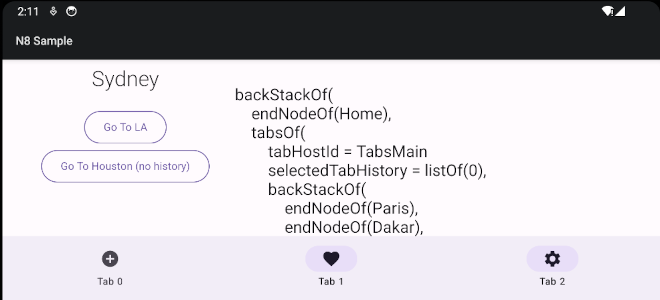 2:11
N8 Sample
Sydney
Go To LA
Go To Houston (no history)
backStackOf(
    endNodeOf(Home),
    tabsOf(
        tabHostId = TabsMain
        selectedTabHistory = listOf(0),
        backStackOf(
            endNodeOf(Paris),
            endNodeOf(Dakar),
Tab 0
Tab 1
Tab 2